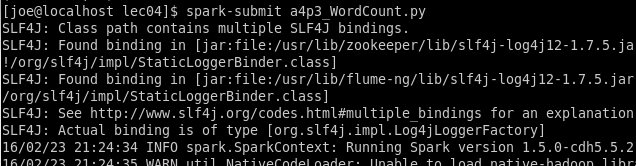 [joe@localhost lec04]$ spark-submit a4p3_WordCount.py
SLF4J: Class path contains multiple SLF4J bindings.
SLF4J: Found binding in [jar:file:/usr/lib/zookeeper/lib/slf4j-log4j12-1.7.5.ja
!/org/slf4j/impl/StaticLoggerBinder.class]
SLF4J: Found binding in [jar:file:/usr/lib/flume-ng/lib/slf4j-log4j12-1.7.5.jar
/org/slf4j/impl/StaticLoggerBinder.class]
SLF4J: See http://www.slf4j.org/codes.html#multiple_bindings for an explanation
SLF4J: Actual binding is of type [org.slf4j.impl.Log4jLoggerFactory]
16/02/23 21:24:34 INFO spark.SparkContext: Running Spark version 1.5.0-cdh5.5.2
16/02/23 21:24:35 WARN util.NativeCodeLoader: Unable to load native-hadoop libr